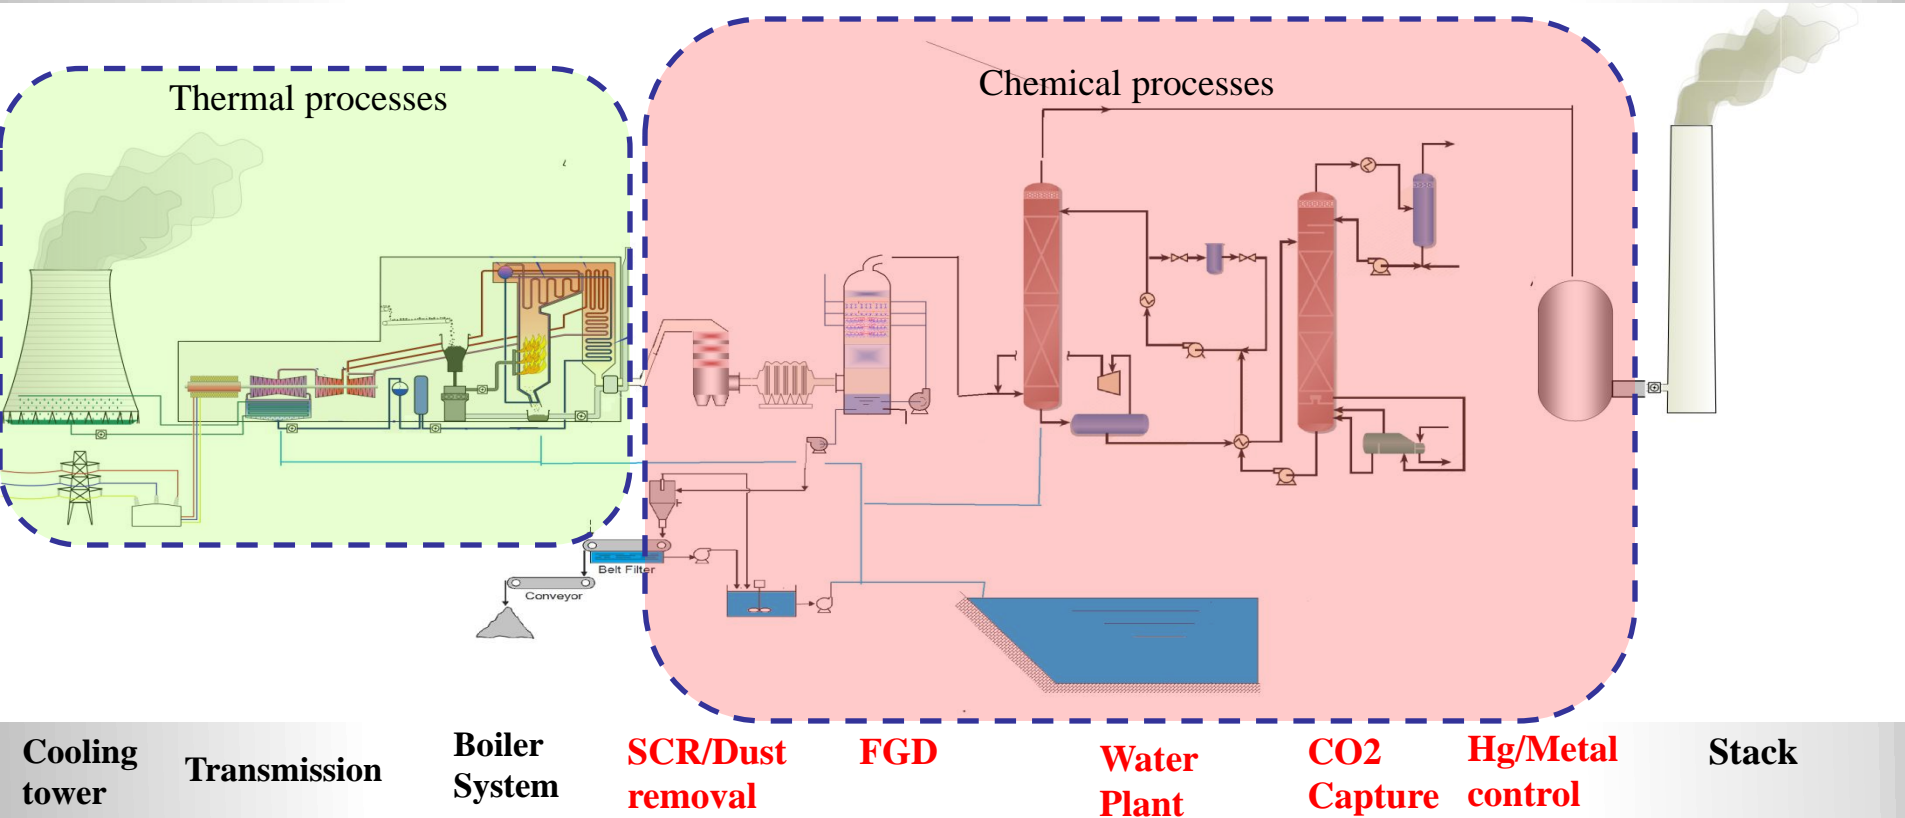 Thermal processes
Chemical processes
Belt Filter
Conveyor
Cooling
tower
Transmission
Boiler
System
SCR/Dust
removal
FGD
Water
Plant
CO2
Capture
Hg/Metal
control
Stack